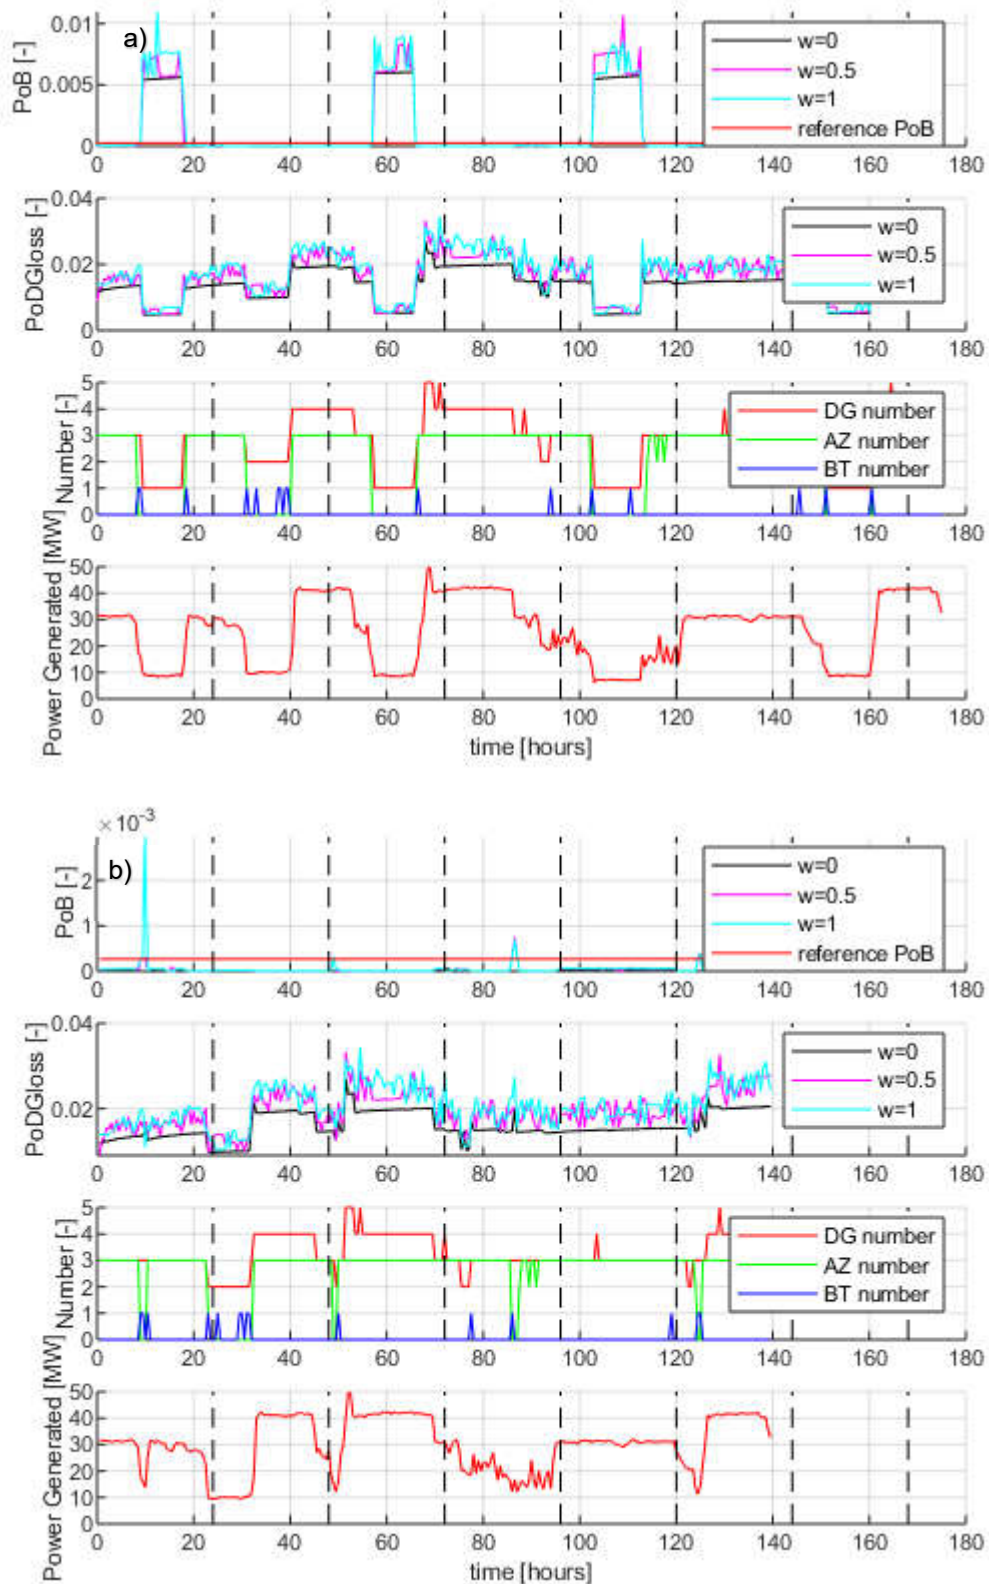 a)
PoB [-]
0.01
0.005
0
w=0
w=0.5
w=1
reference PoB
0 20 40 60 80 100 120 140 160 180
PoDGloss [-]
0.04
0.02
0
w=0
w=0.5
w=1
0 20 40 60 80 100 120 140 160 180
Number [-]
5
4
3
2
1
0
DG number
AZ number
BT number
0 20 40 60 80 100 120 140 160 180
Power Generated [MW]
50
40
30
20
10
0
0 20 40 60 80 100 120 140 160 180
time [hours]
× 10^-3
b)
PoB [-]
2
1
0
w=0
w=0.5
w=1
reference PoB
0 20 40 60 80 100 120 140 160 180
PoDGloss [-]
0.04
0.02
w=0
w=0.5
w=1
0 20 40 60 80 100 120 140 160 180
Number [-]
5
4
3
2
1
0
DG number
AZ number
BT number
0 20 40 60 80 100 120 140 160 180
Power Generated [MW]
50
40
30
20
10
0
0 20 40 60 80 100 120 140 160 180
time [hours]